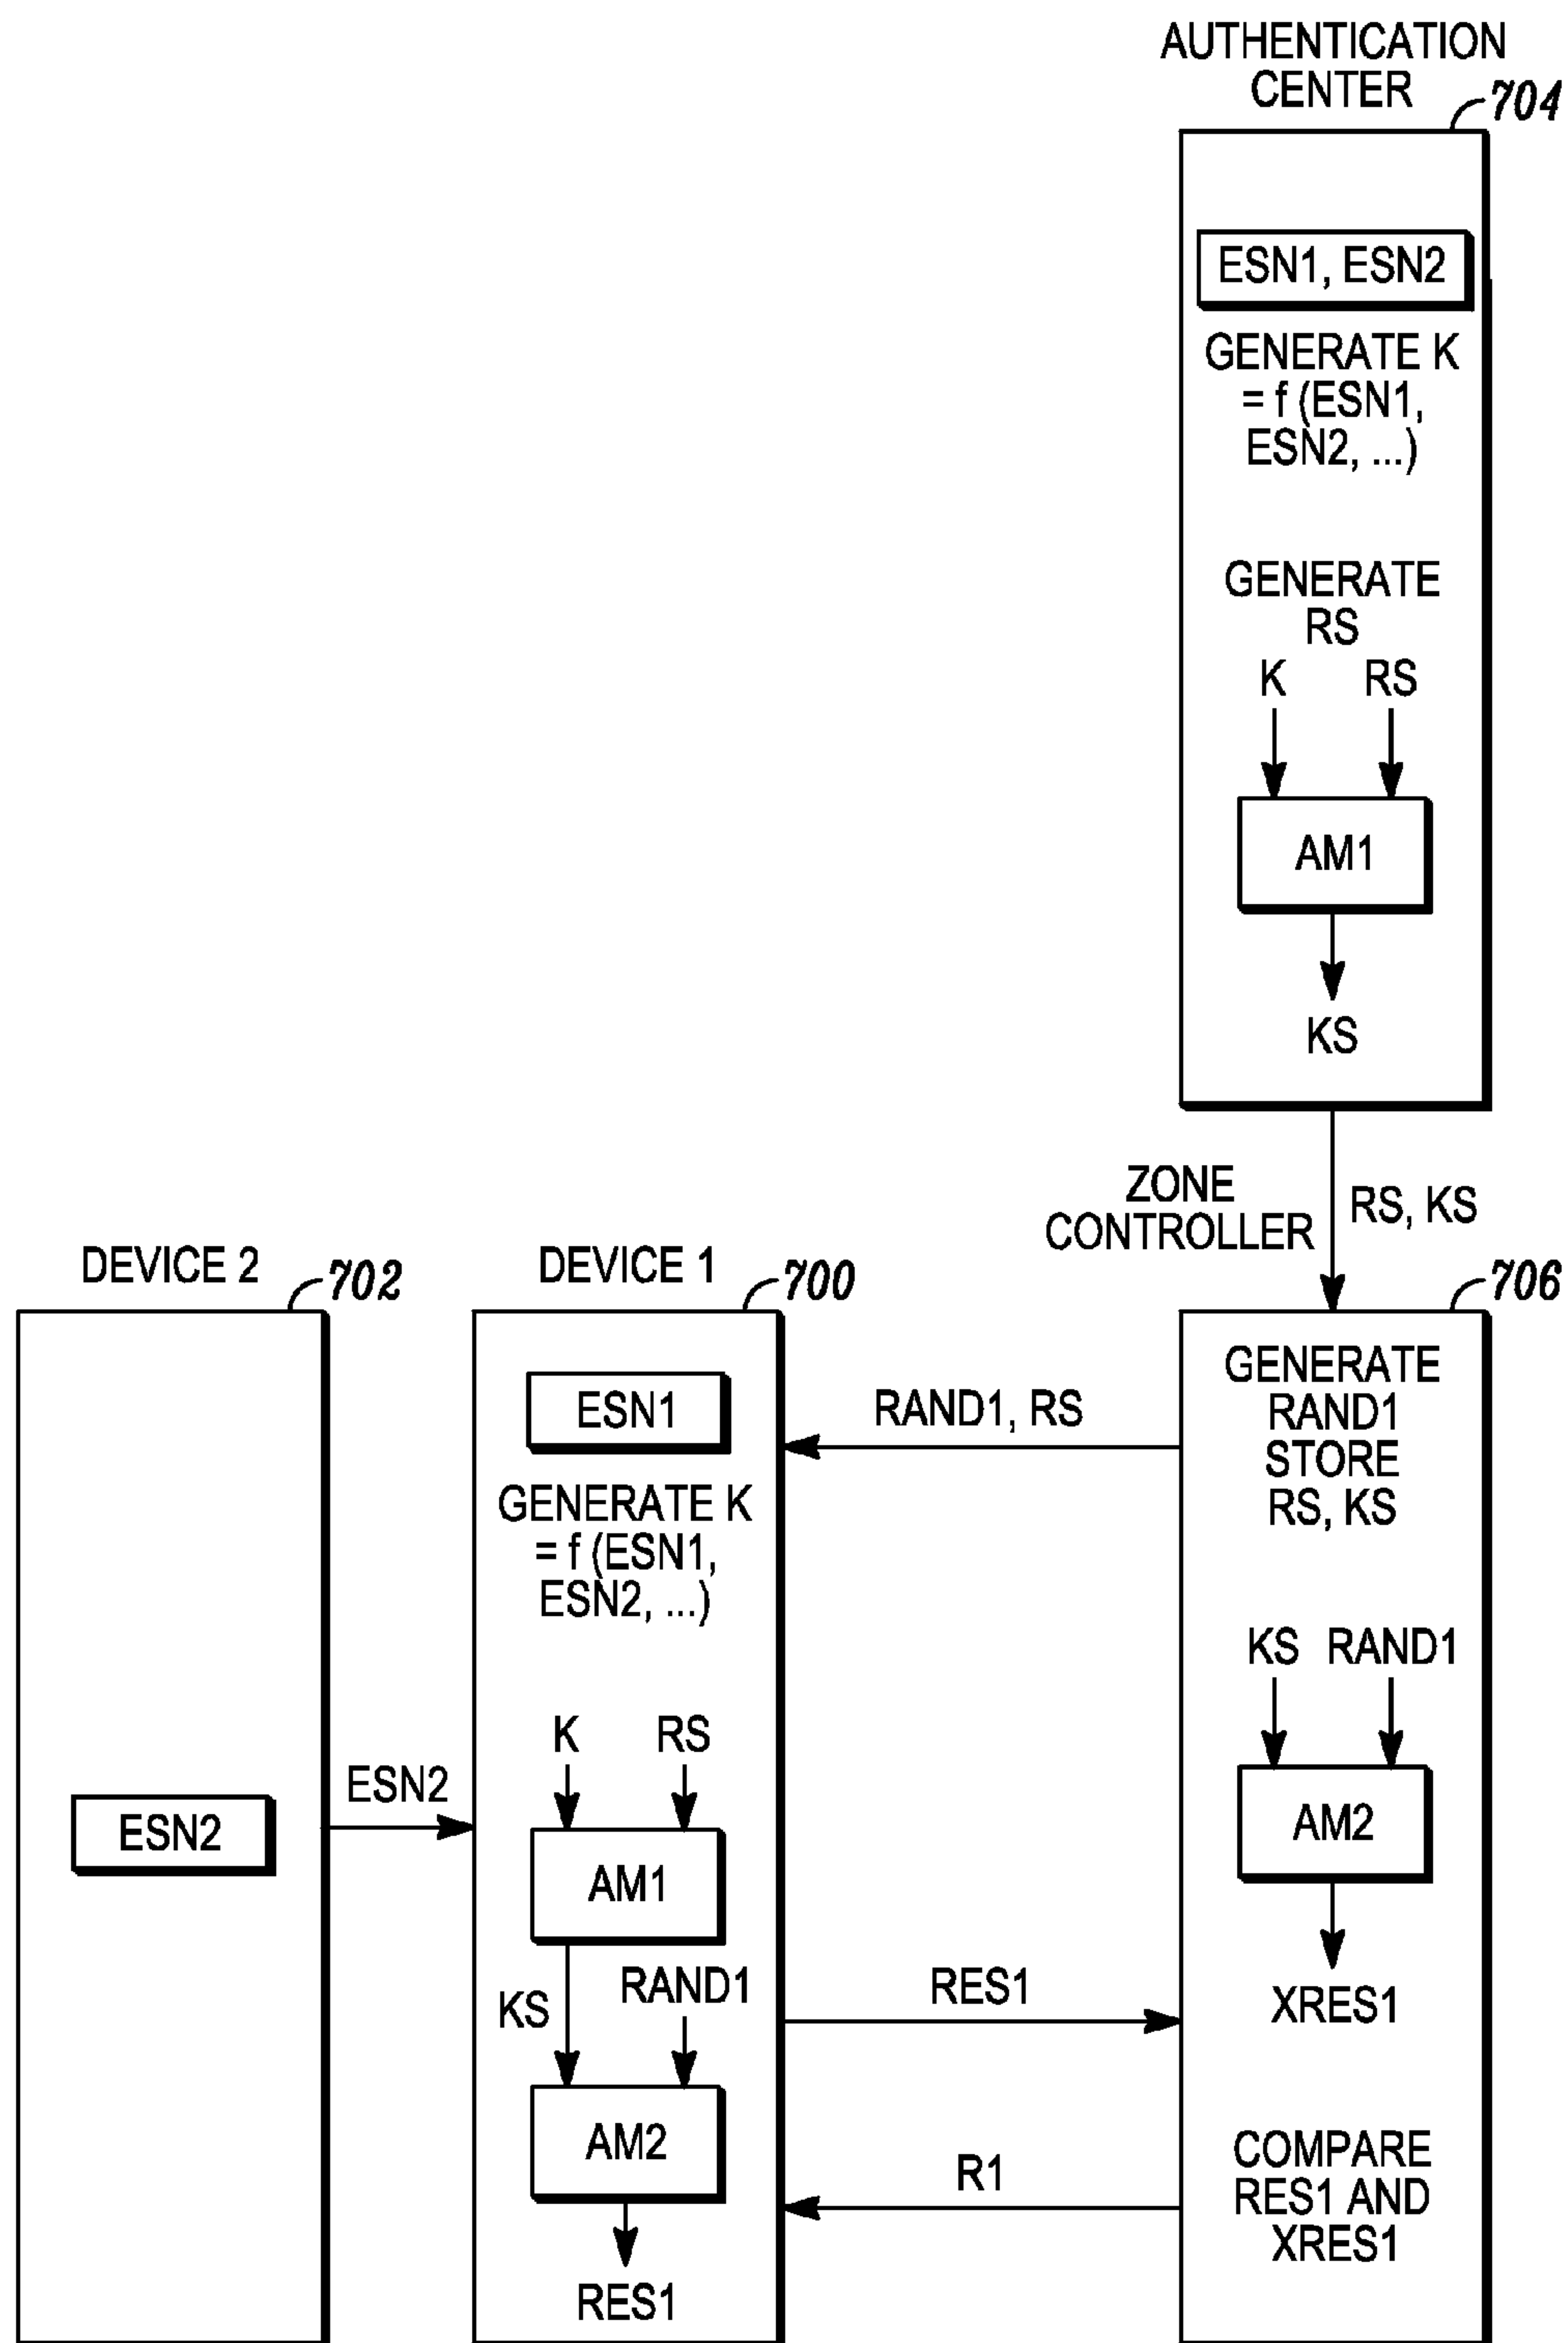 AUTHENTICATION
CENTER
704
ESN1, ESN2
GENERATE K
= f (ESN1,
ESN2, ...)
GENERATE
RS
K RS
AM1
KS
ZONE
CONTROLLER
RS, KS
DEVICE 2
702
DEVICE 1
700
706
ESN2
ESN2
ESN1
GENERATE K
= f (ESN1,
ESN2, ...)
K RS
AM1
KS
RAND1
AM2
RES1
RAND1, RS
RES1
R1
GENERATE
RAND1
STORE
RS, KS
KS RAND1
AM2
XRES1
COMPARE
RES1 AND
XRES1